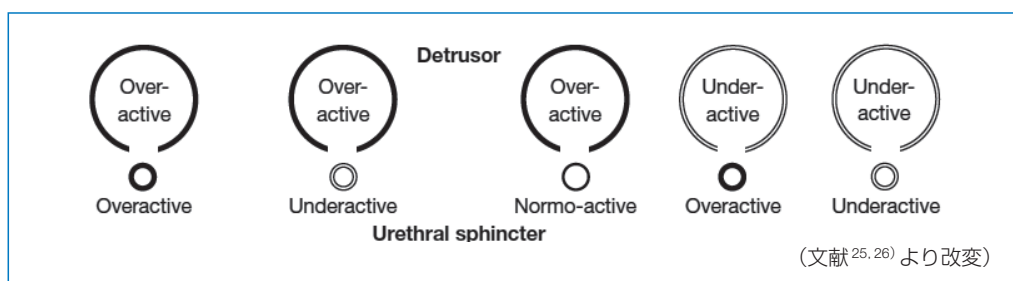 Detrusor
Over-
active
Over-
active
Over-
active
Under-
active
Under-
active
Overactive
Underactive
Normo-active
Overactive
Underactive
Urethral sphincter
(文献25, 26)より改変)